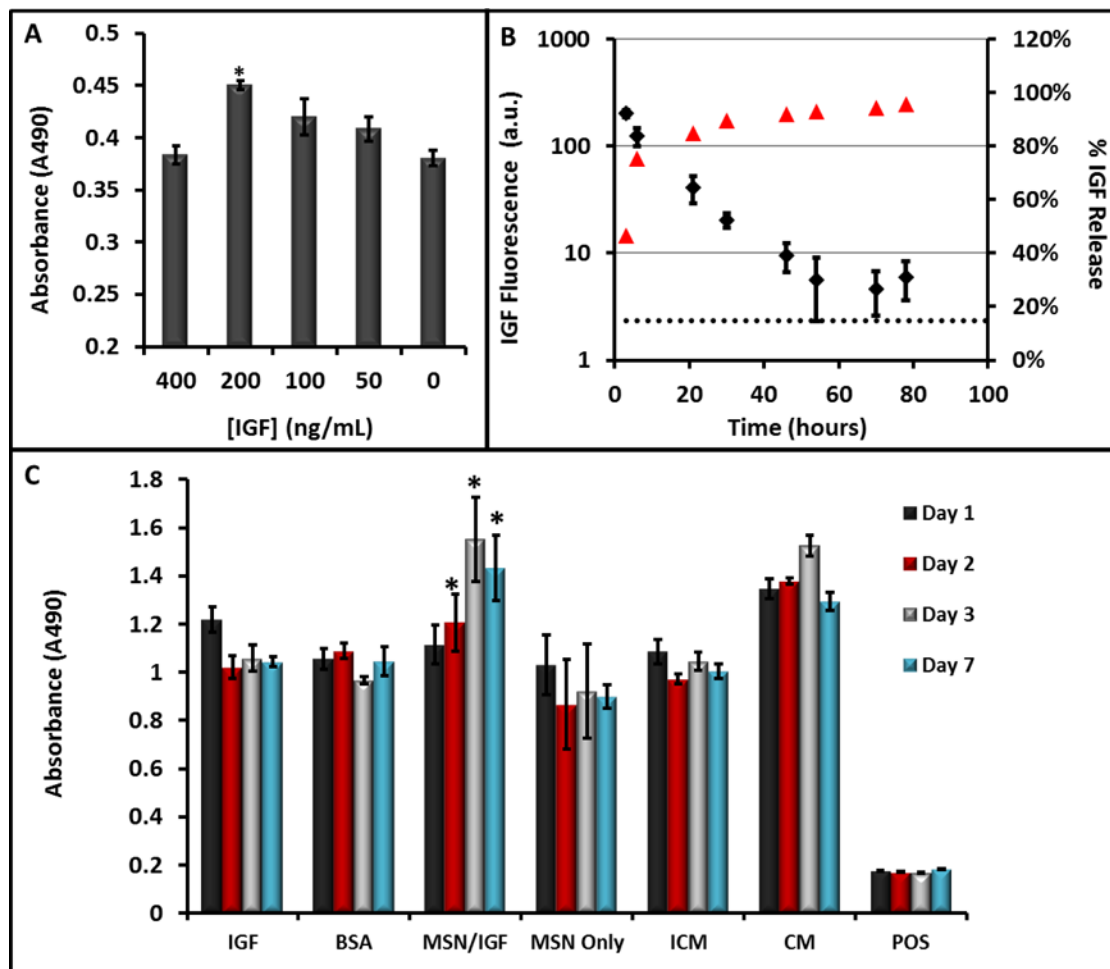 A
0.5
0.45
0.4
0.35
0.3
0.25
0.2
Absorbance (A490)
*
400 200 100 50 0
[IGF] (ng/mL)
B
1000
100
10
1
IGF Fluorescence (a.u.)
120%
100%
80%
60%
40%
20%
0%
% IGF Release
0 20 40 60 80 100
Time (hours)
C
1.8
1.6
1.4
1.2
1
0.8
0.6
0.4
0.2
0
Absorbance (A490)
* * *
Day 1
Day 2
Day 3
Day 7
IGF BSA MSN/IGF MSN Only ICM CM POS